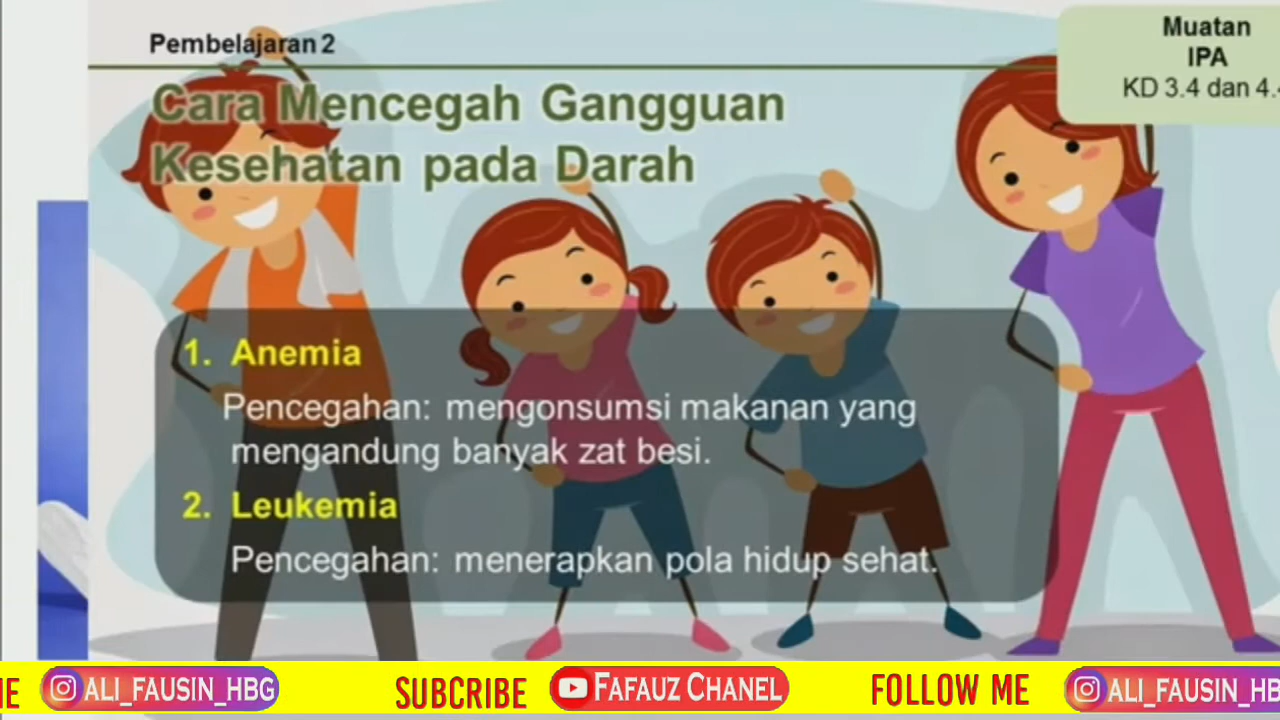 Pembelajaran 2
Muatan
IPA
KD 3.4 dan 4.
Cara Mencegah Gangguan
Kesehatan pada Darah
1. Anemia
Pencegahan: mengonsumsi makanan yang
mengandung banyak zat besi.
2. Leukemia
Pencegahan: menerapkan pola hidup sehat.
ALI_FAUSIN_HBG SUBCRIBE FAFAUZ CHANEL FOLLOW ME ALI_FAUSIN_HB